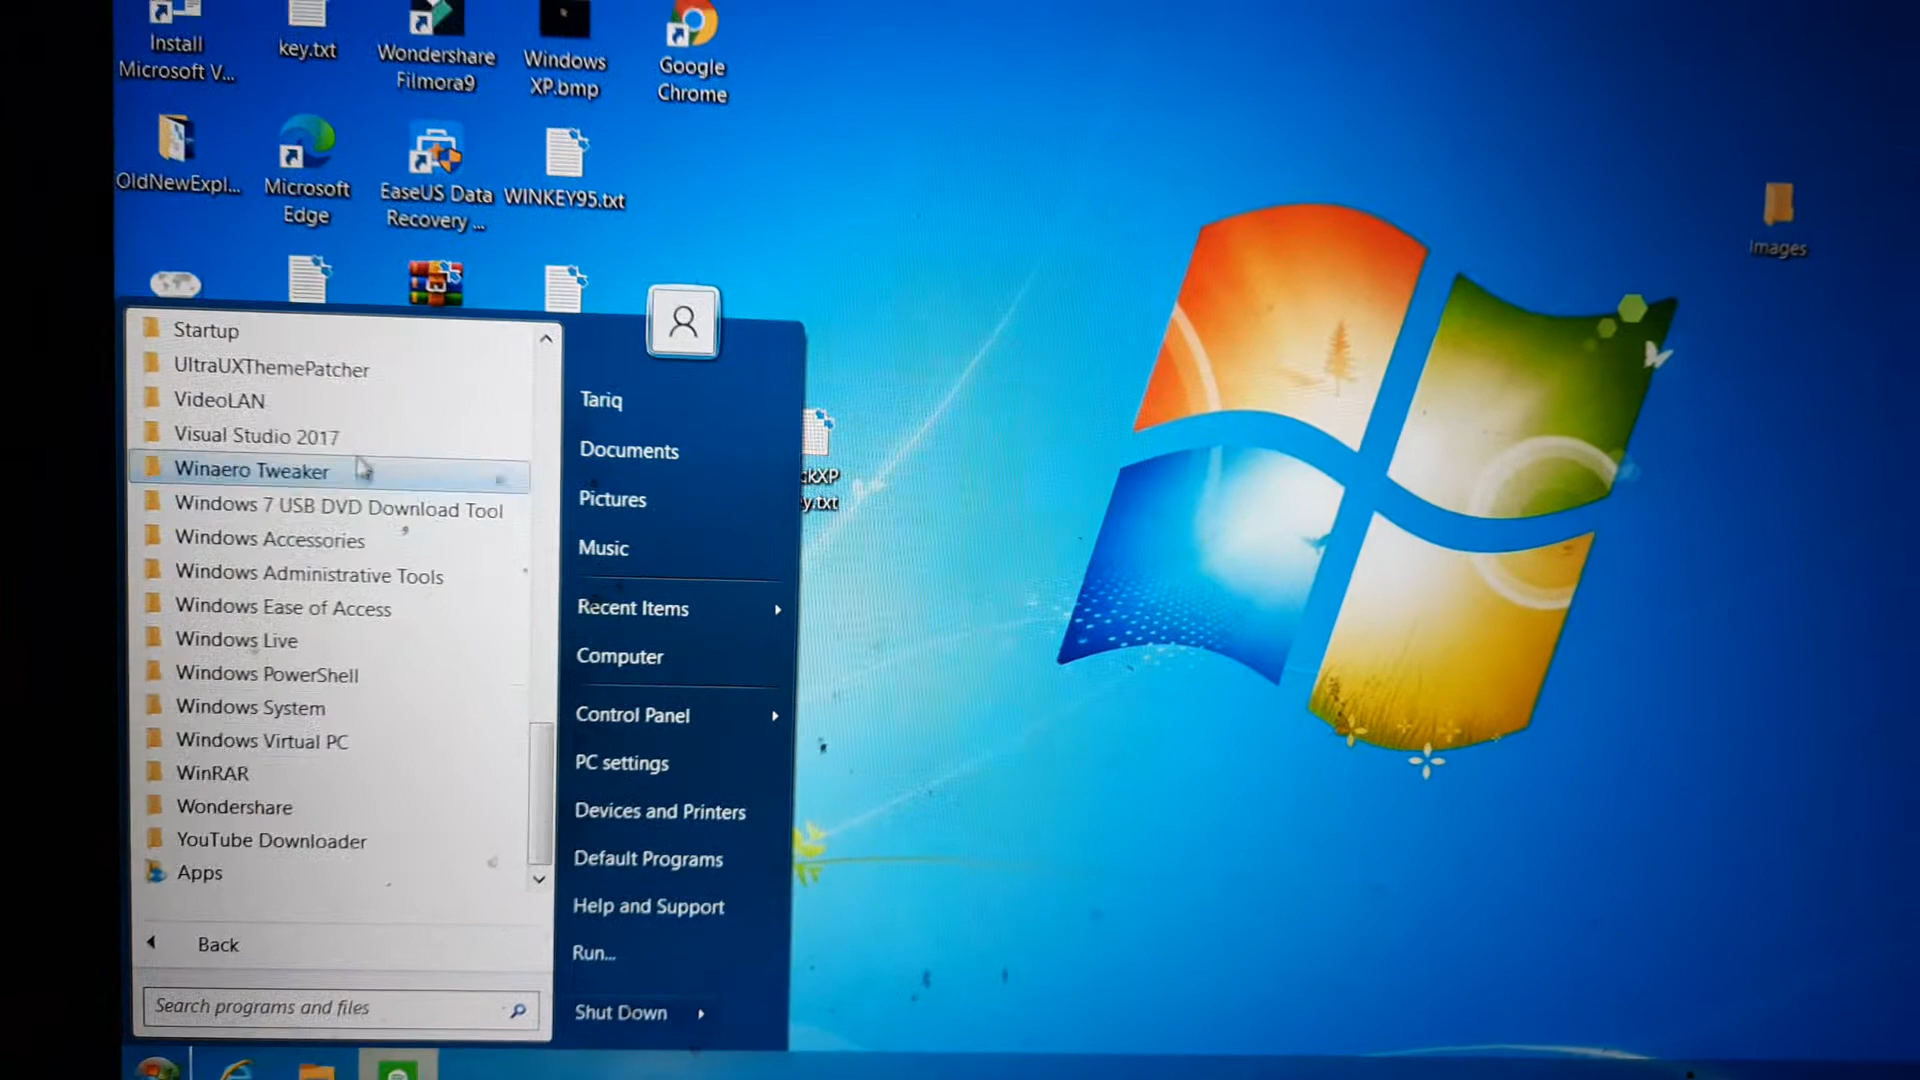 Install
Microsoft V...
key.txt
Wondershare
Filmora9
Windows
XP.bmp
Google
Chrome
OldNewExpl...
Microsoft
Edge
EaseUS Data
Recovery ...
WINKEY95.txt
Images
Startup
UltraUXThemePatcher
VideoLAN
Visual Studio 2017
Winaero Tweaker
Windows 7 USB DVD Download Tool
Windows Accessories
Windows Administrative Tools
Windows Ease of Access
Windows Live
Windows PowerShell
Windows System
Windows Virtual PC
WinRAR
Wondershare
YouTube Downloader
Apps
Back
Search programs and files
Tariq
Documents
Pictures
Music
Recent Items
Computer
Control Panel
PC settings
Devices and Printers
Default Programs
Help and Support
Run...
Shut Down
ckXP
y.txt